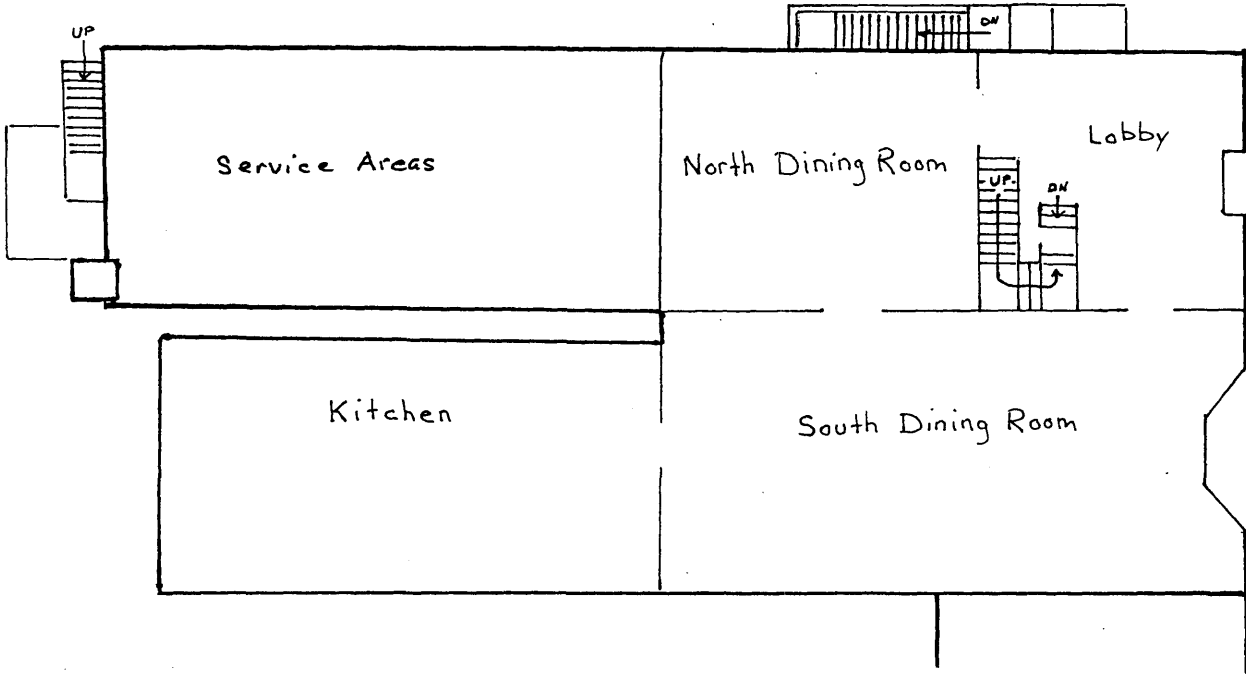 DN
UP
Lobby
Service Areas
North Dining Room
UP
DN
Kitchen
South Dining Room